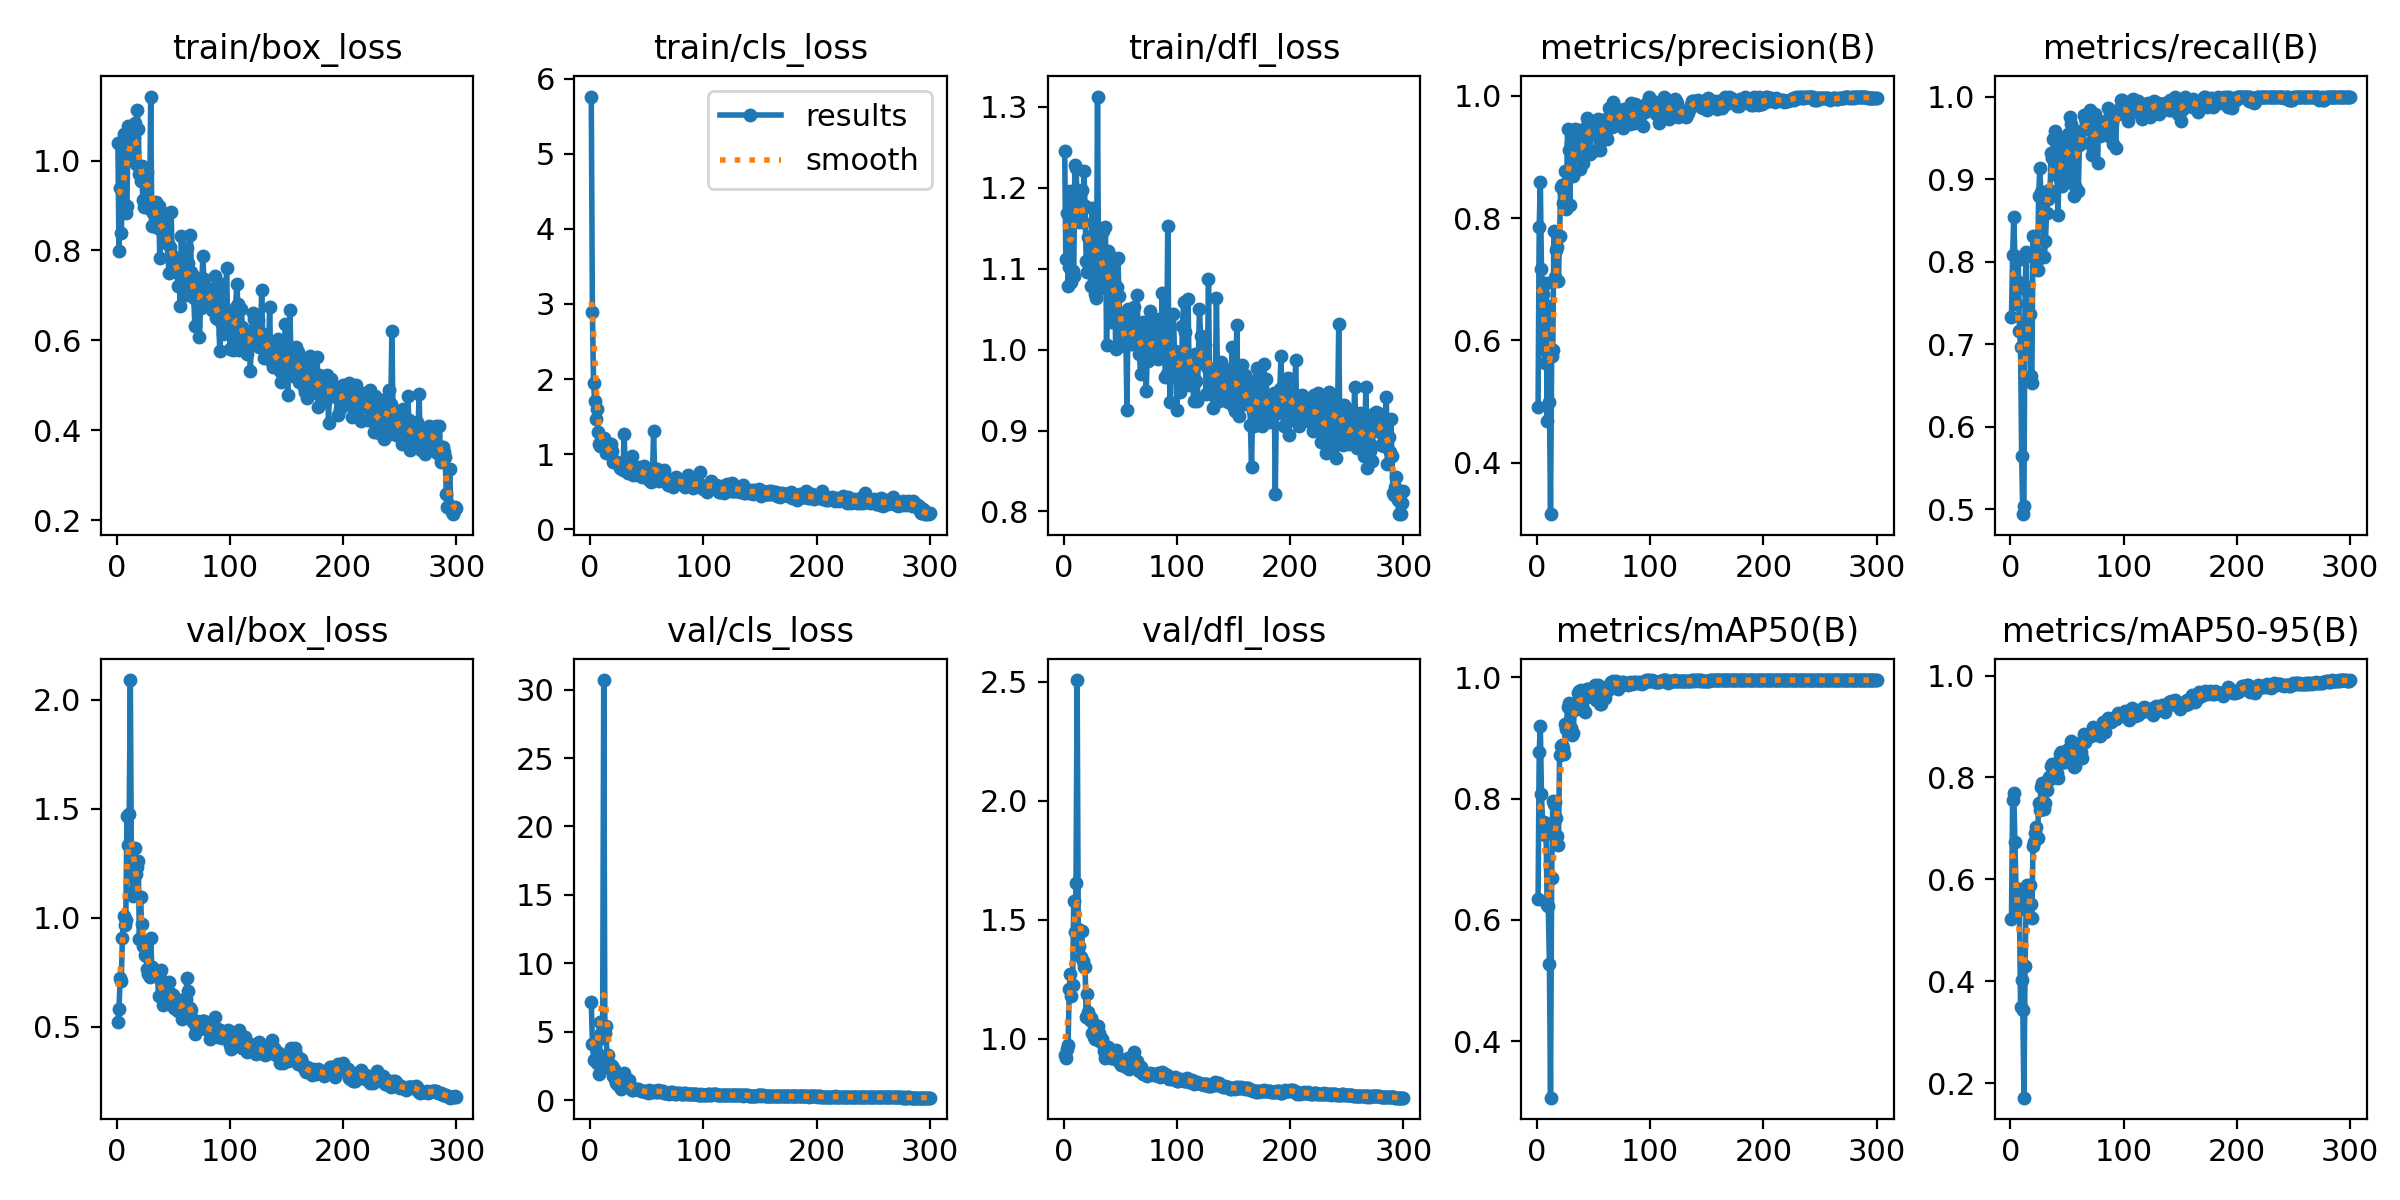 train/box_loss
1.0
0.8
0.6
0.4
0.2
0 100 200 300
train/cls_loss
results
smooth
6
5
4
3
2
1
0
0 100 200 300
train/dfl_loss
1.3
1.2
1.1
1.0
0.9
0.8
0 100 200 300
metrics/precision(B)
1.0
0.8
0.6
0.4
0 100 200 300
metrics/recall(B)
1.0
0.9
0.8
0.7
0.6
0.5
0 100 200 300
val/box_loss
2.0
1.5
1.0
0.5
0 100 200 300
val/cls_loss
30
25
20
15
10
5
0
0 100 200 300
val/dfl_loss
2.5
2.0
1.5
1.0
0 100 200 300
metrics/mAP50(B)
1.0
0.8
0.6
0.4
0 100 200 300
metrics/mAP50-95(B)
1.0
0.8
0.6
0.4
0.2
0 100 200 300